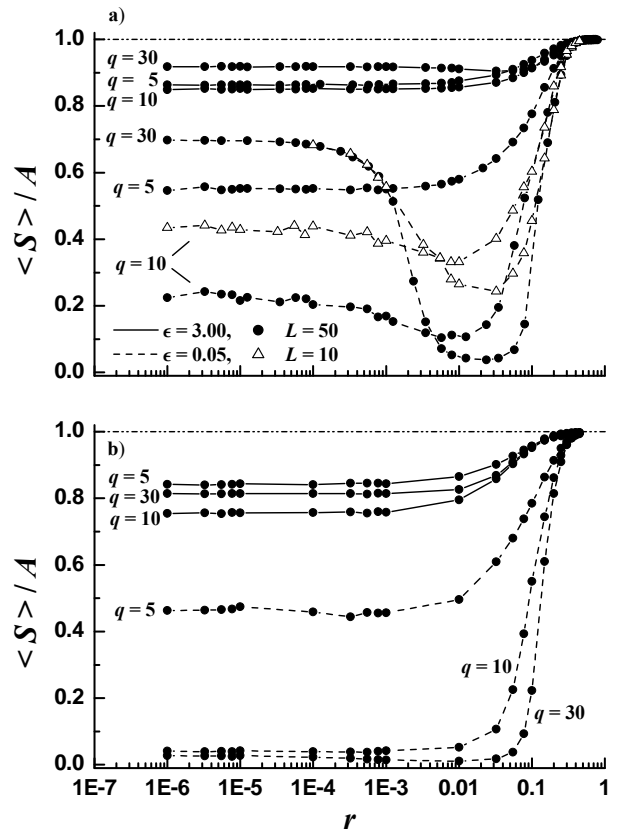 a)
1.0
0.8
0.6
0.4
0.2
0.0
<S>/A
q = 30
q = 5
q = 10
q = 30
q = 5
q = 10
ϵ = 3.00, L = 50
ϵ = 0.05, L = 10
b)
1.0
0.8
0.6
0.4
0.2
0.0
<S>/A
q = 5
q = 30
q = 10
q = 5
q = 10
q = 30
1E-7 1E-6 1E-5 1E-4 1E-3 0.01 0.1 1
r